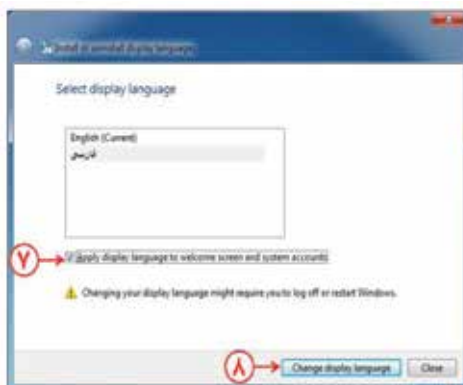 Install or uninstall display languages
Select display language
English (Current)
فارسی
۷
Apply display language to welcome screen and system accounts
Changing your display language might require you to log off or restart Windows.
۸
Change display language
Close